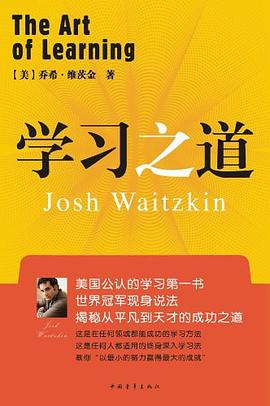 The Art
of Learning
【美】乔希·维茨金 著
学习之道
Josh Waitzkin
美国公认的学习第一书
世界冠军现身说法
揭秘从平凡到天才的成功之道
Josh
Waitzkin
这是在任何领域都能成功的学习方法
这是任何人都适用的终身深入学习法
教你“以最小的努力赢得最大的成就”
中国青年出版社